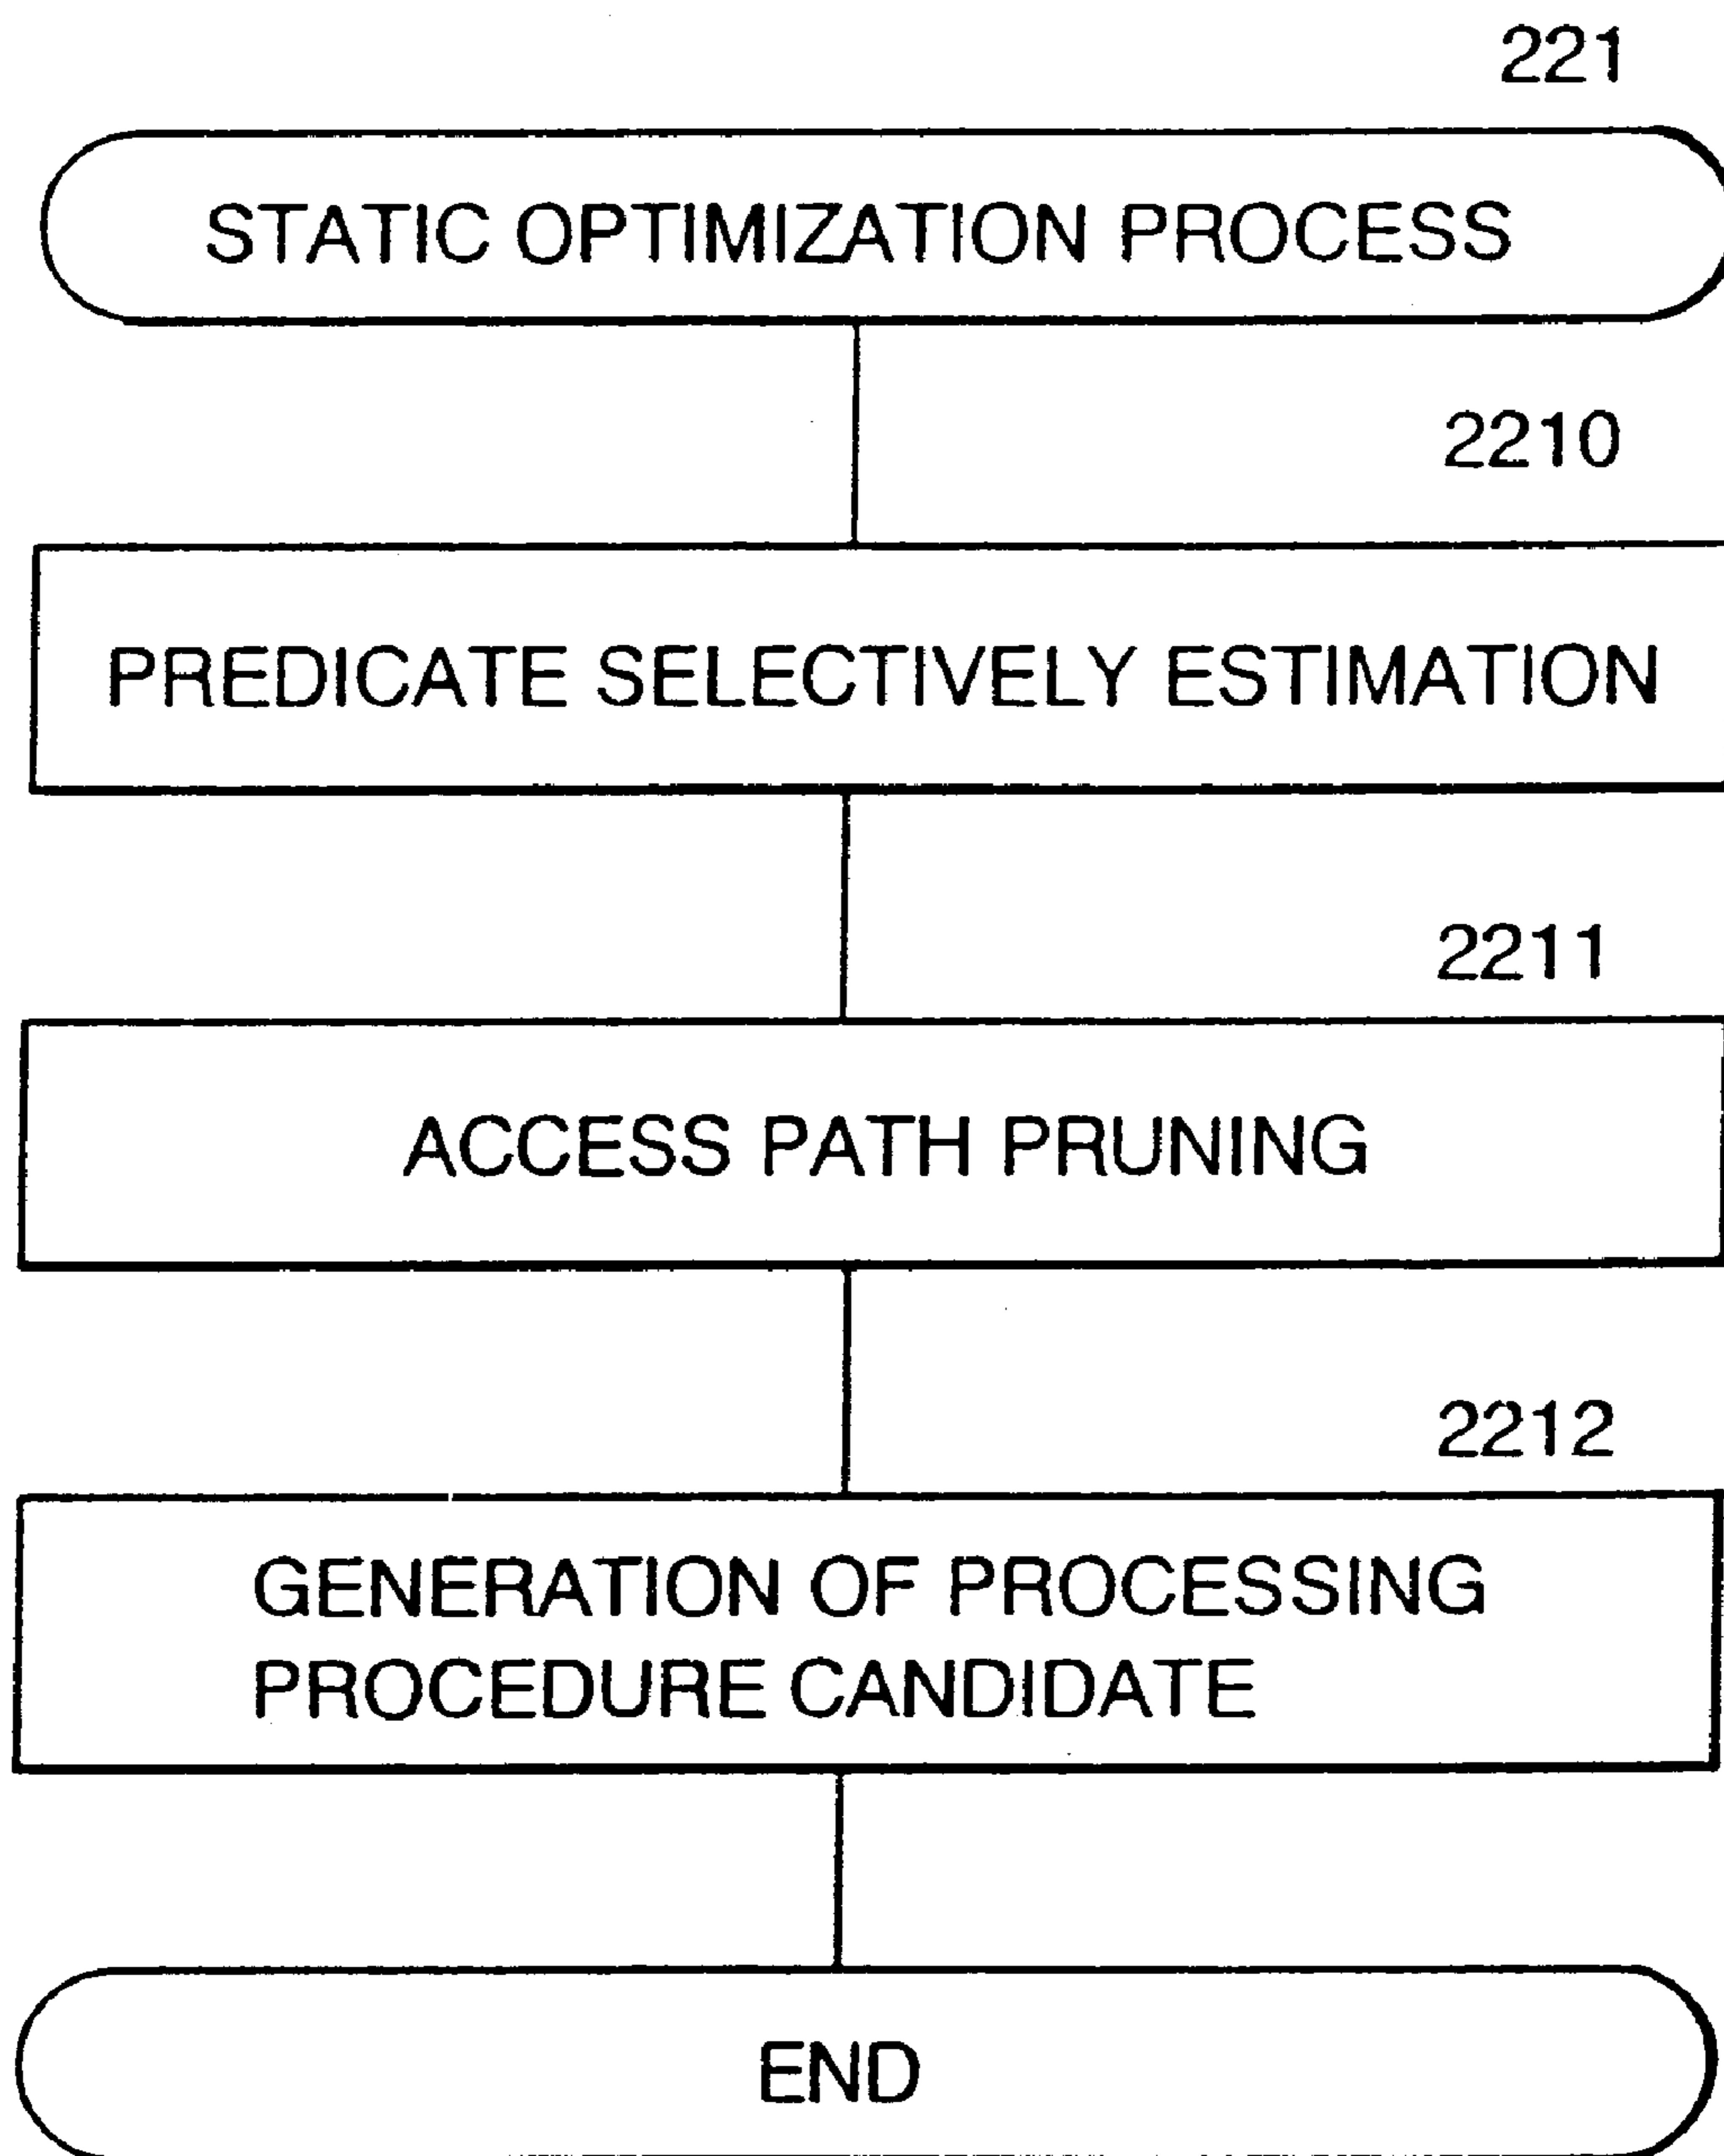 221
STATIC OPTIMIZATION PROCESS
2210
PREDICATE SELECTIVELY ESTIMATION
2211
ACCESS PATH PRUNING
2212
GENERATION OF PROCESSING
PROCEDURE CANDIDATE
END